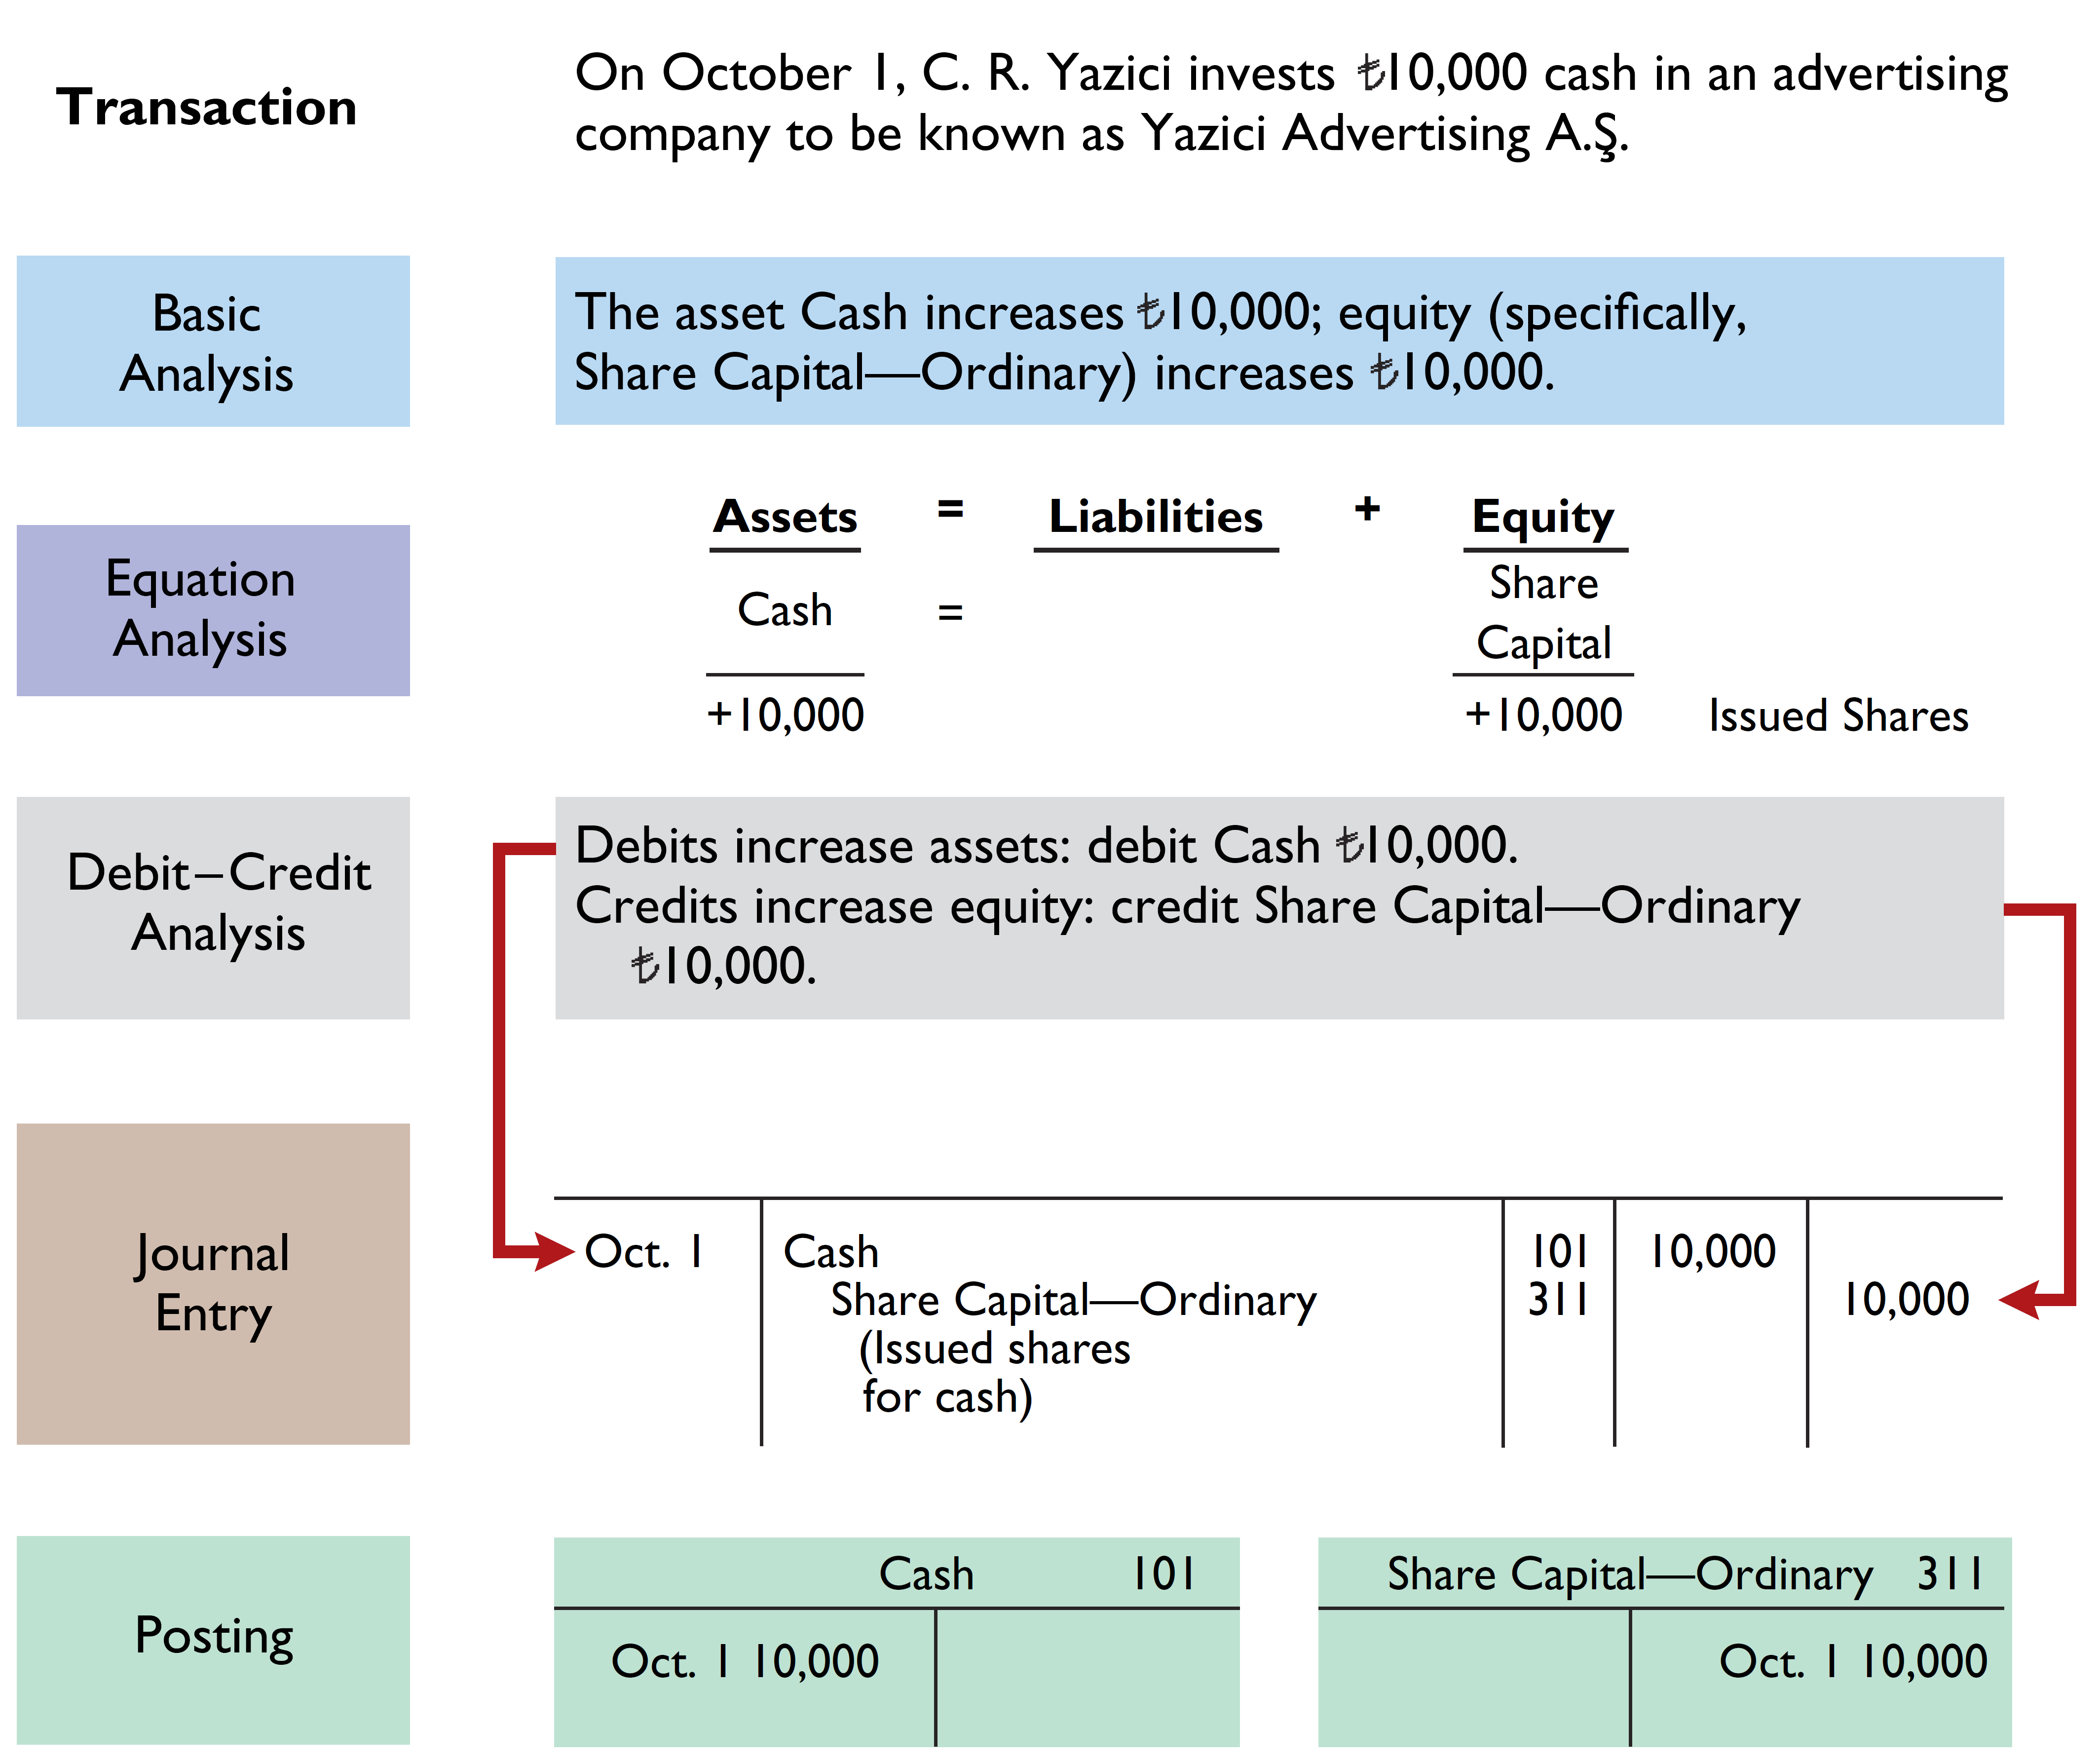 Transaction
On October 1, C. R. Yazici invests ₺10,000 cash in an advertising
company to be known as Yazici Advertising A.Ş.
Basic
Analysis
The asset Cash increases ₺10,000; equity (specifically,
Share Capital—Ordinary) increases ₺10,000.
Equation
Analysis
Assets = Liabilities + Equity
Cash = Share
Capital
+10,000 +10,000 Issued Shares
Debit–Credit
Analysis
Debits increase assets: debit Cash ₺10,000.
Credits increase equity: credit Share Capital—Ordinary
₺10,000.
Journal
Entry
Oct. 1 Cash 101 10,000
Share Capital—Ordinary 311 10,000
(Issued shares
for cash)
Posting
Cash 101
Oct. 1 10,000
Share Capital—Ordinary 311
Oct. 1 10,000